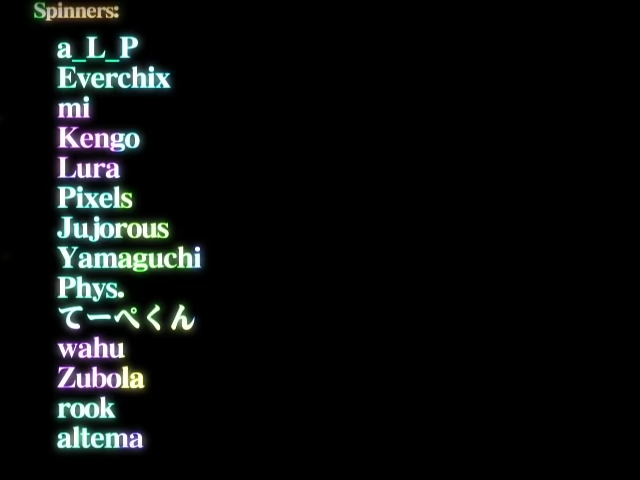 Spinners:
a_L_P
Everchix
mi
Kengo
Lura
Pixels
Jujorous
Yamaguchi
Phys.
てーぺくん
wahu
Zubola
rook
altema